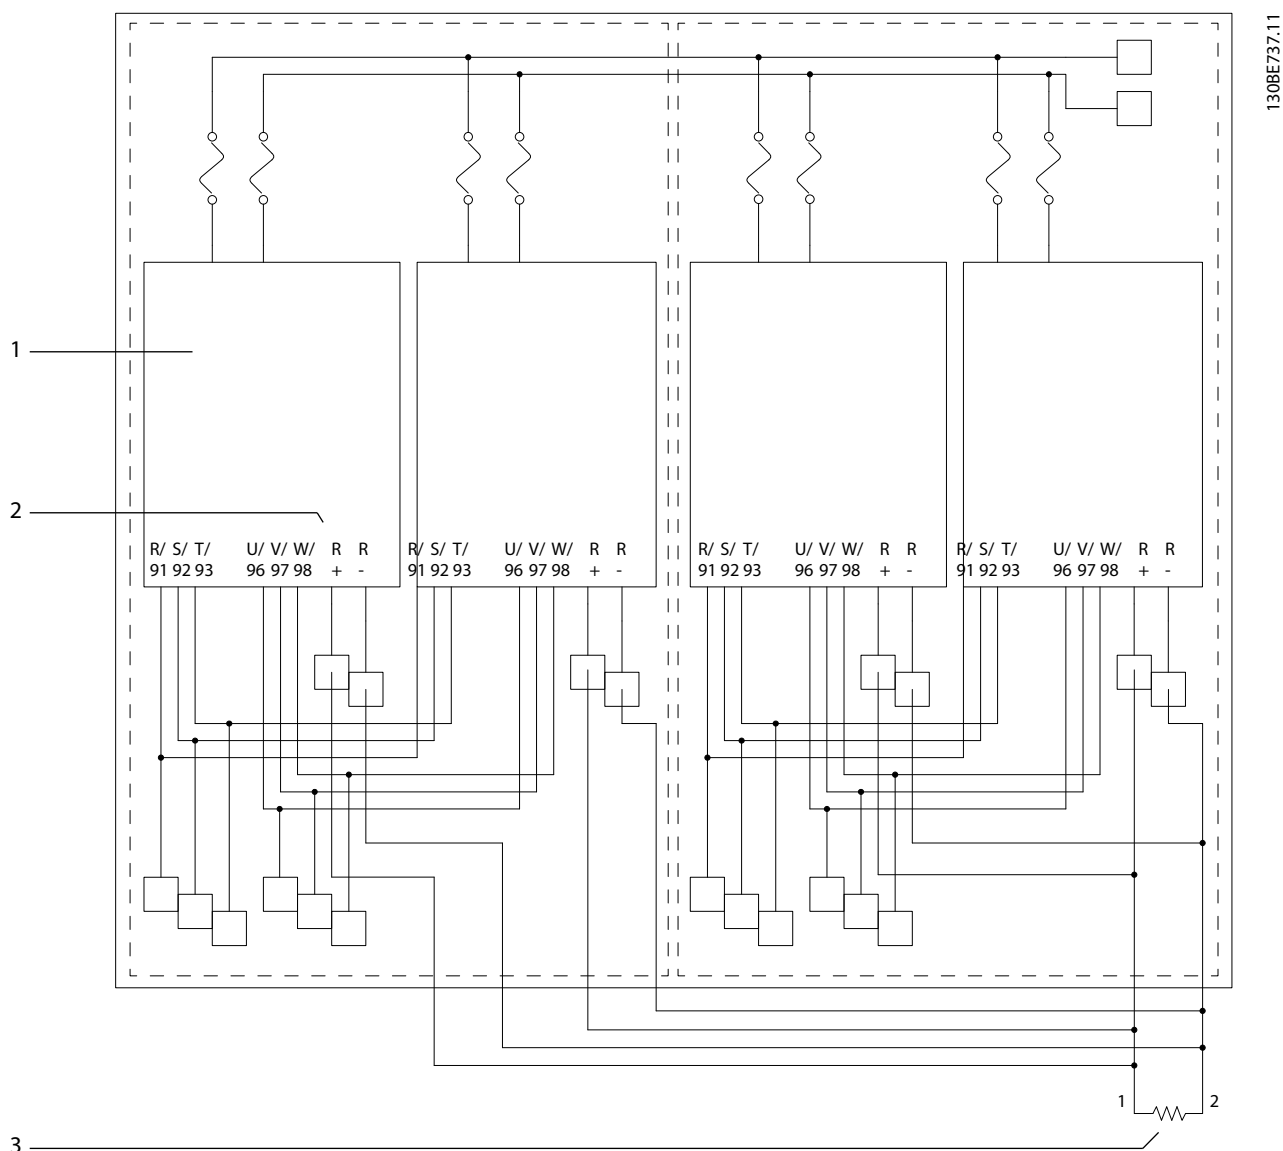 130BE737.11
1
2
R/ S/ T/ U/ V/ W/ R R R/ S/ T/ U/ V/ W/ R R R/ S/ T/ U/ V/ W/ R R R/ S/ T/ U/ V/ W/ R R
91 92 93 96 97 98 + - 91 92 93 96 97 98 + - 91 92 93 96 97 98 + - 91 92 93 96 97 98 + -
1 2
3